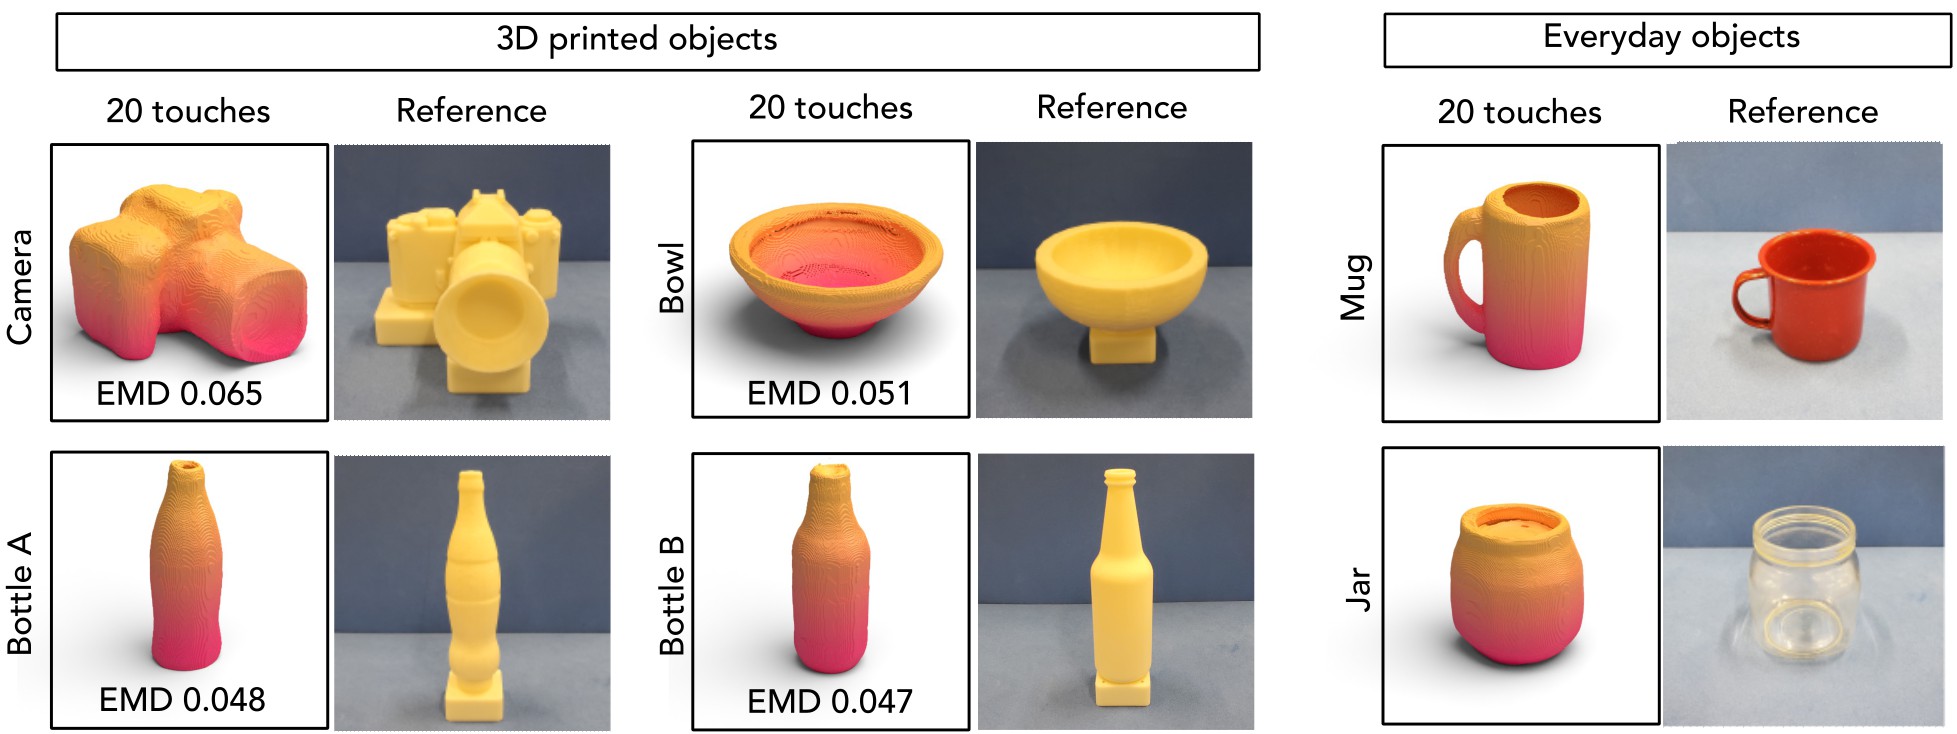 3D printed objects
Everyday objects
20 touches
Reference
20 touches
Reference
20 touches
Reference
Camera
EMD 0.065
Bowl
EMD 0.051
Mug
Bottle A
EMD 0.048
Bottle B
EMD 0.047
Jar